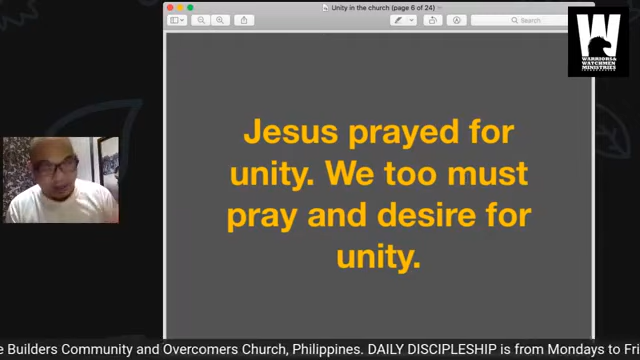 Unity in the church (page 6 of 24)
Search
WARRIORS &
WATCHMEN
MINISTRIES
Jesus prayed for
unity. We too must
pray and desire for
unity.
e Builders Community and Overcomers Church, Philippines. DAILY DISCIPLESHIP is from Mondays to Fri